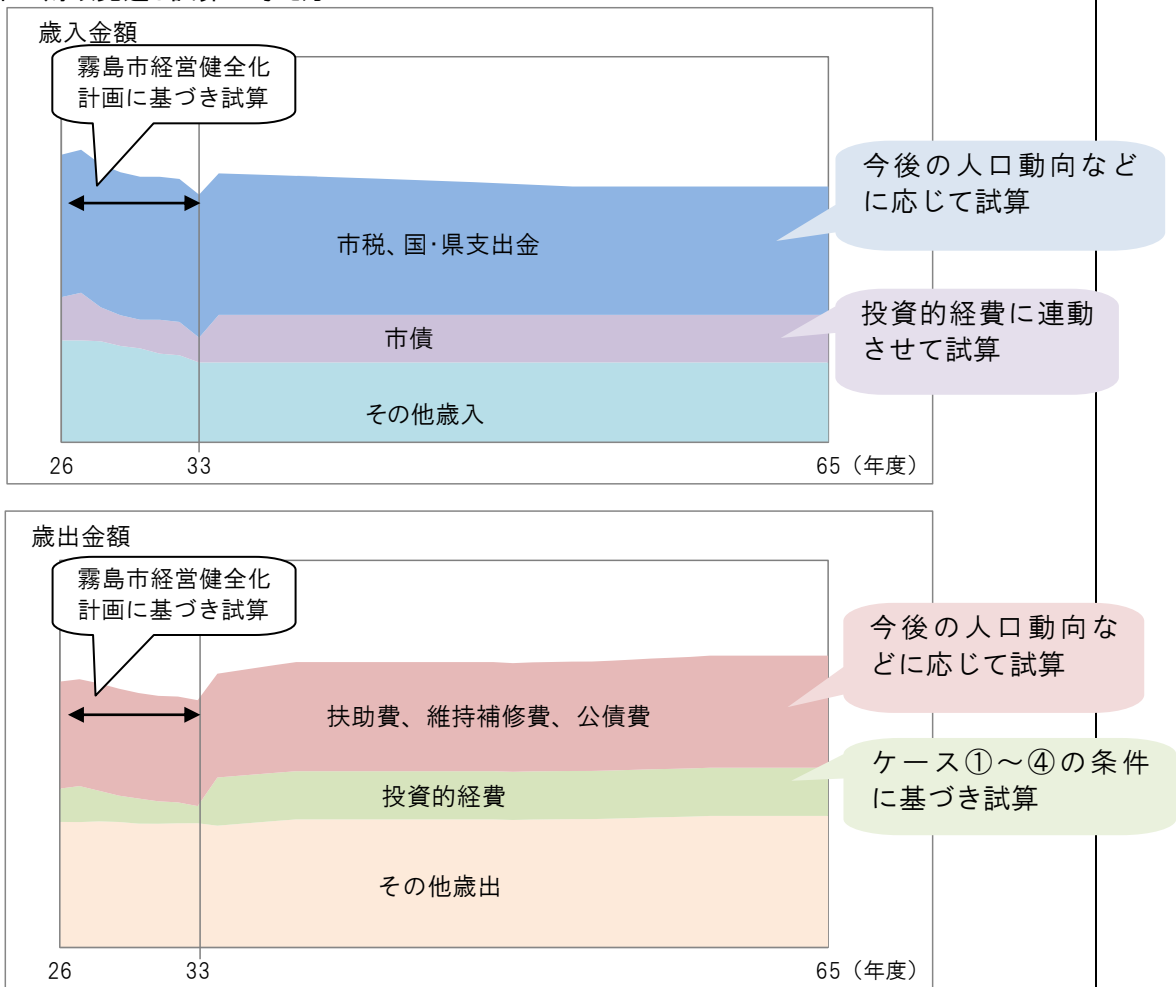 歳入金額
霧島市経営健全化
計画に基づき試算
今後の人口動向など
に応じて試算
市税、国・県支出金
投資的経費に連動
させて試算
市債
その他歳入
26
33
65（年度）
歳出金額
霧島市経営健全化
計画に基づき試算
今後の人口動向な
どに応じて試算
扶助費、維持補修費、公債費
ケース①～④の条件
に基づき試算
投資的経費
その他歳出
26
33
65（年度）